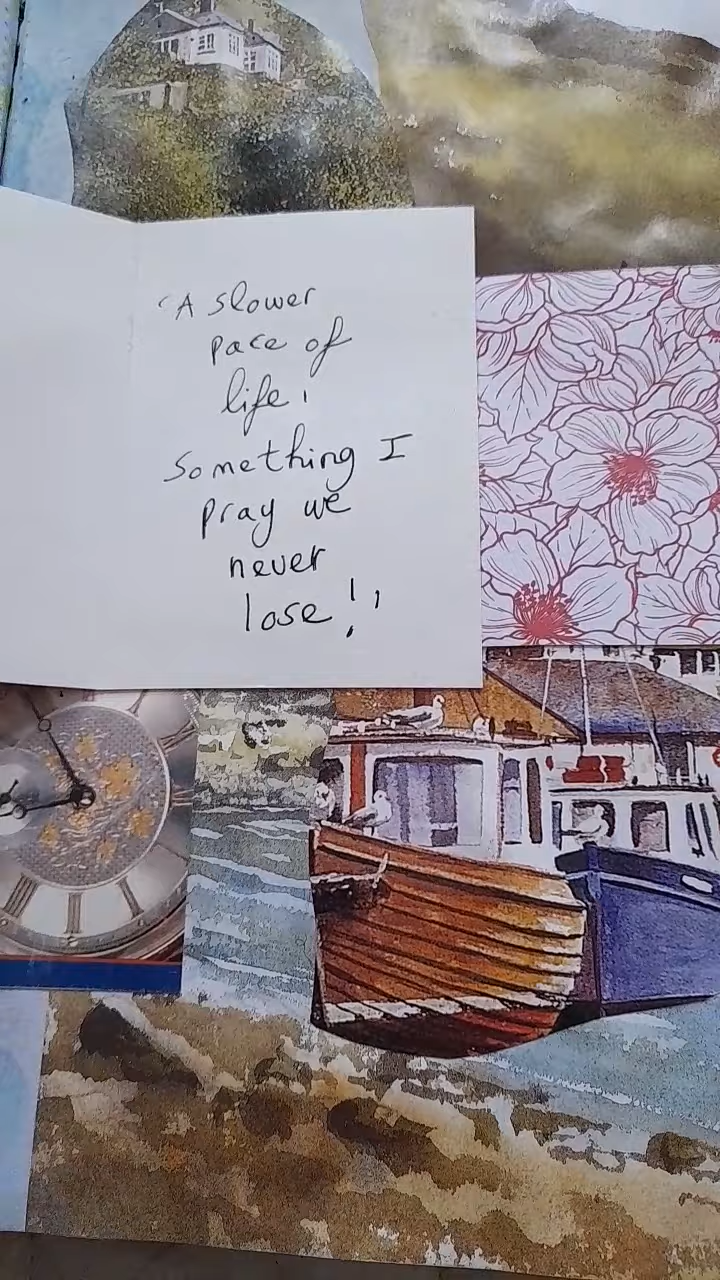 ‘A slower
pace of
life,
Something I
pray we
never
lose!,